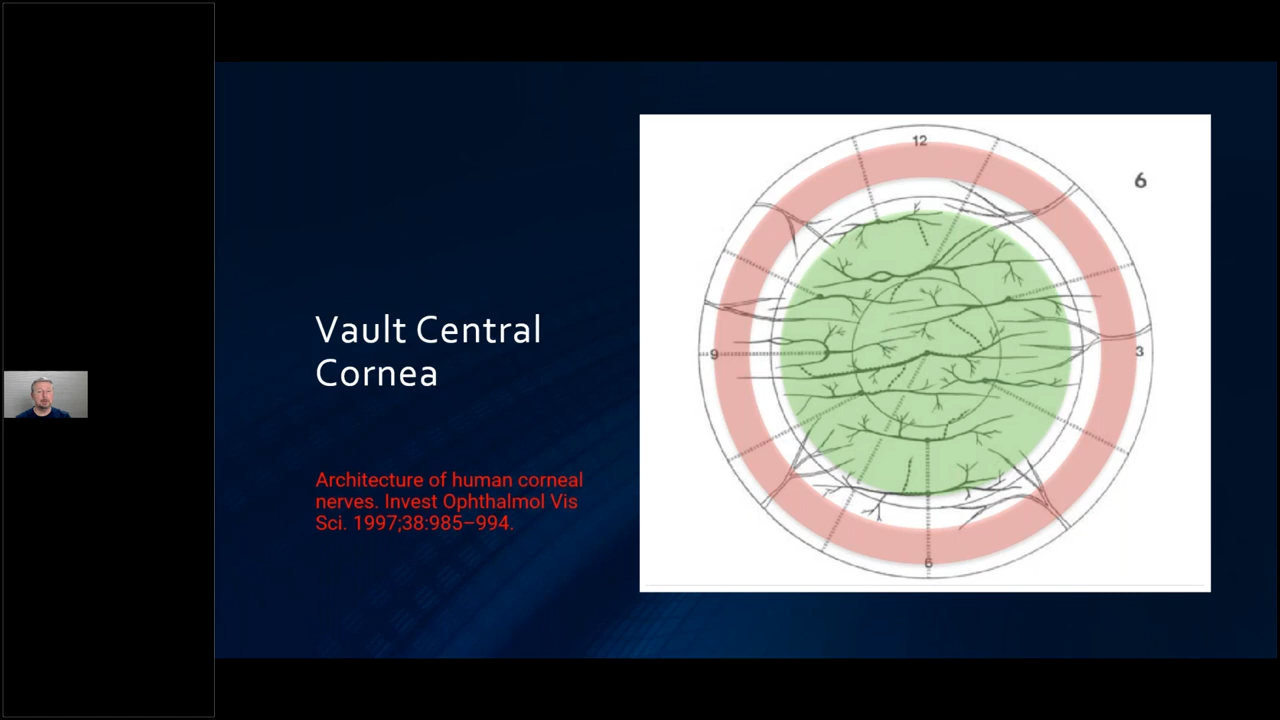 Vault Central
Cornea
Architecture of human corneal
nerves. Invest Ophthalmol Vis
Sci. 1997;38:985–994.
12
6
9
3
6